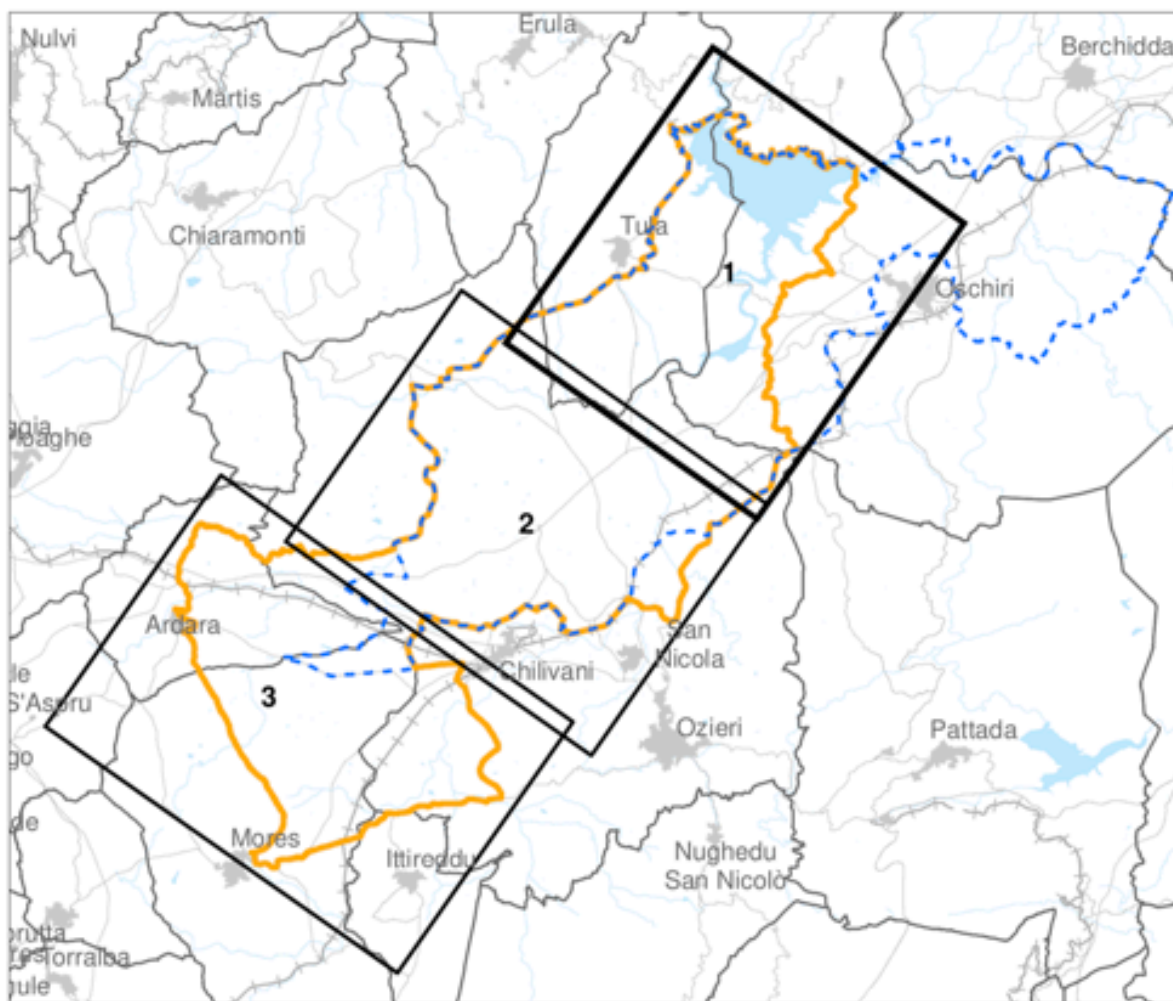 Nulvi
Erula
Berchidda
Martis
Chiaramonti
Tula
1
Oschiri
2
Ardara
San
Nicola
Chilivani
S'Aspru
3
Ozieri
Pattada
Mores
Ittireddu
Nughedu
San Nicolò
Torralba